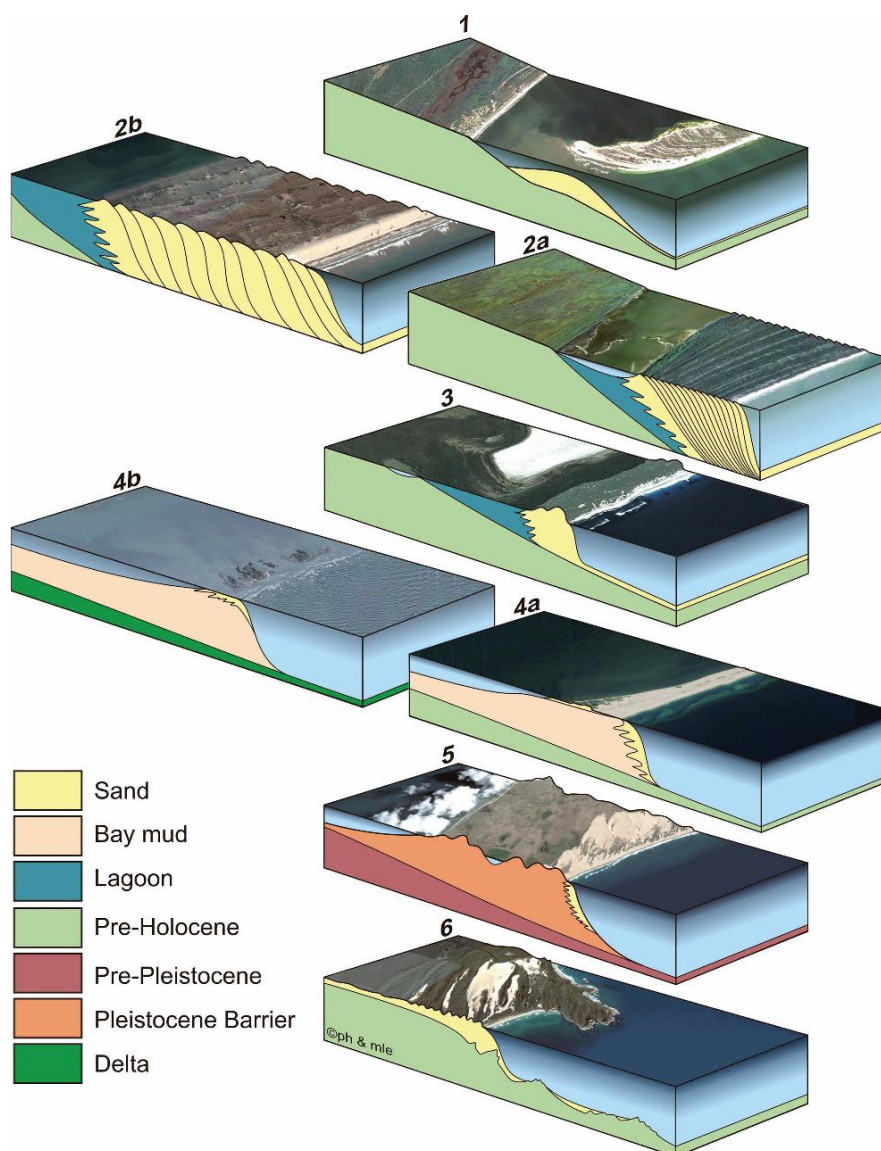 1
2b
2a
3
4b
4a
5
6
Sand
Bay mud
Lagoon
Pre-Holocene
Pre-Pleistocene
Pleistocene Barrier
Delta
©ph & mle